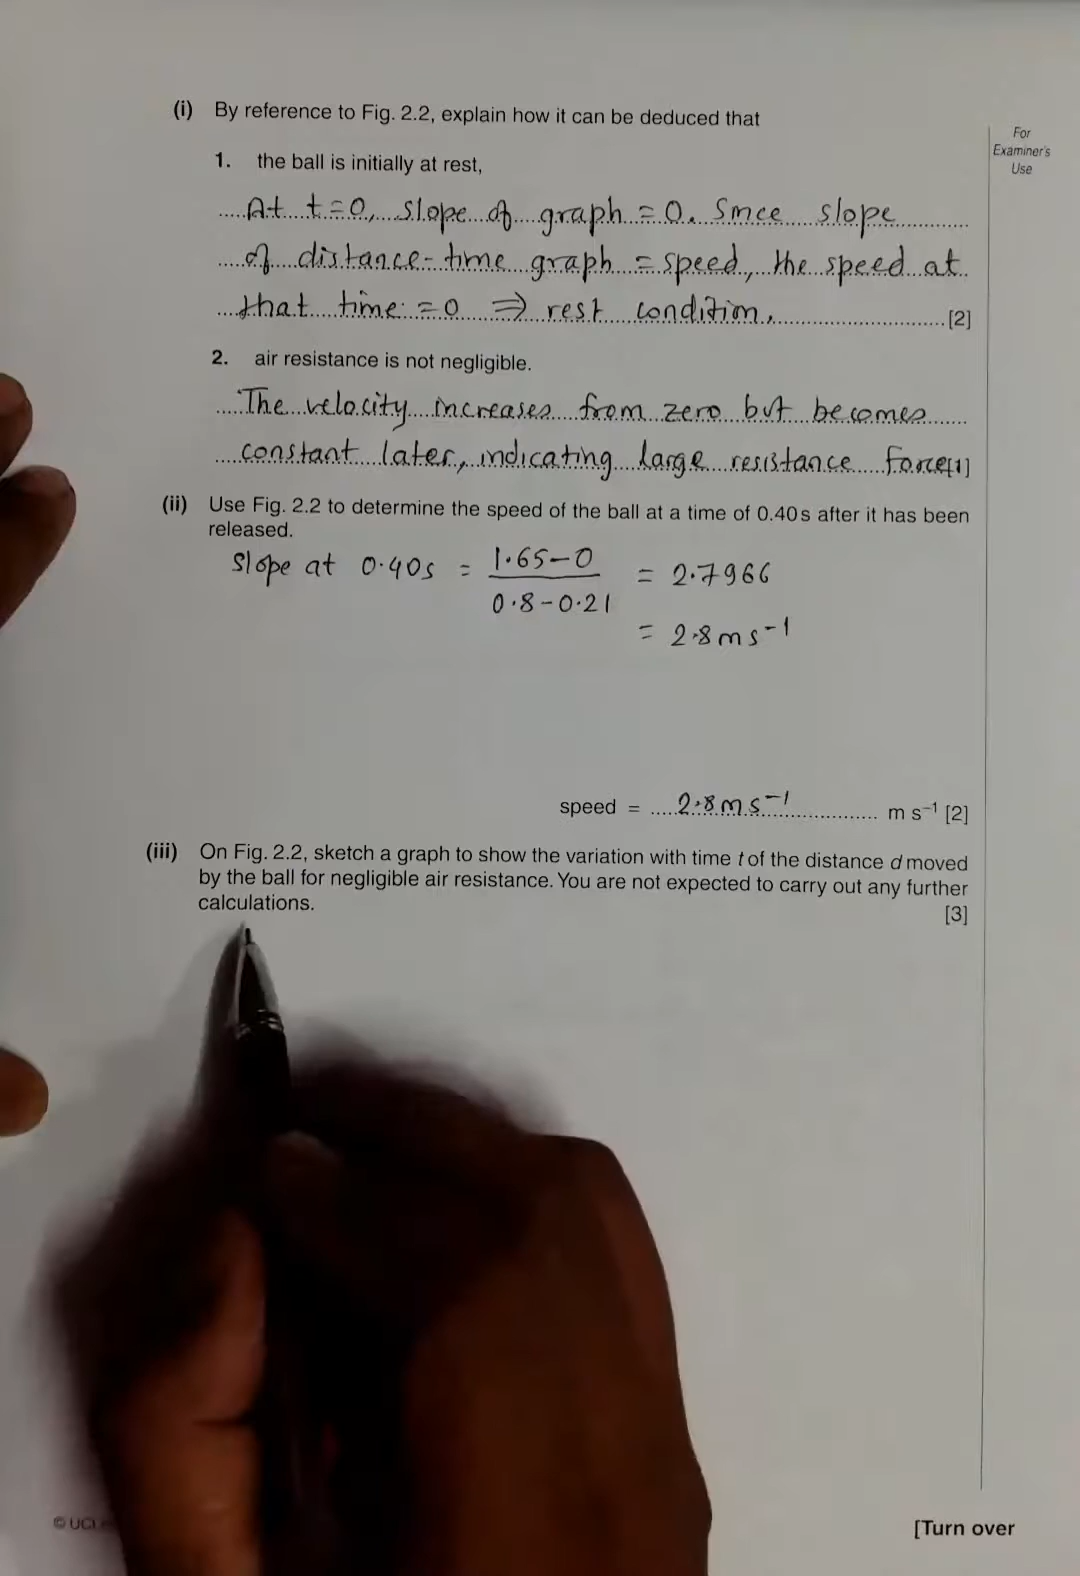 (i) By reference to Fig. 2.2, explain how it can be deduced that
For
Examiner's
Use
1. the ball is initially at rest,
At t=0, slope of graph = 0. Since slope
of distance-time graph = speed, the speed at
that time = 0 ⇒ rest condition. [2]
2. air resistance is not negligible.
The velocity increases from zero but becomes
constant later, indicating large resistance force [1]
(ii) Use Fig. 2.2 to determine the speed of the ball at a time of 0.40s after it has been
released.
Slope at 0.40s = 1.65-0 / 0.8-0.21 = 2.7966
= 2.8 m s⁻¹
speed = 2.8 m s⁻¹ m s⁻¹ [2]
(iii) On Fig. 2.2, sketch a graph to show the variation with time t of the distance d moved
by the ball for negligible air resistance. You are not expected to carry out any further
calculations. [3]
[Turn over